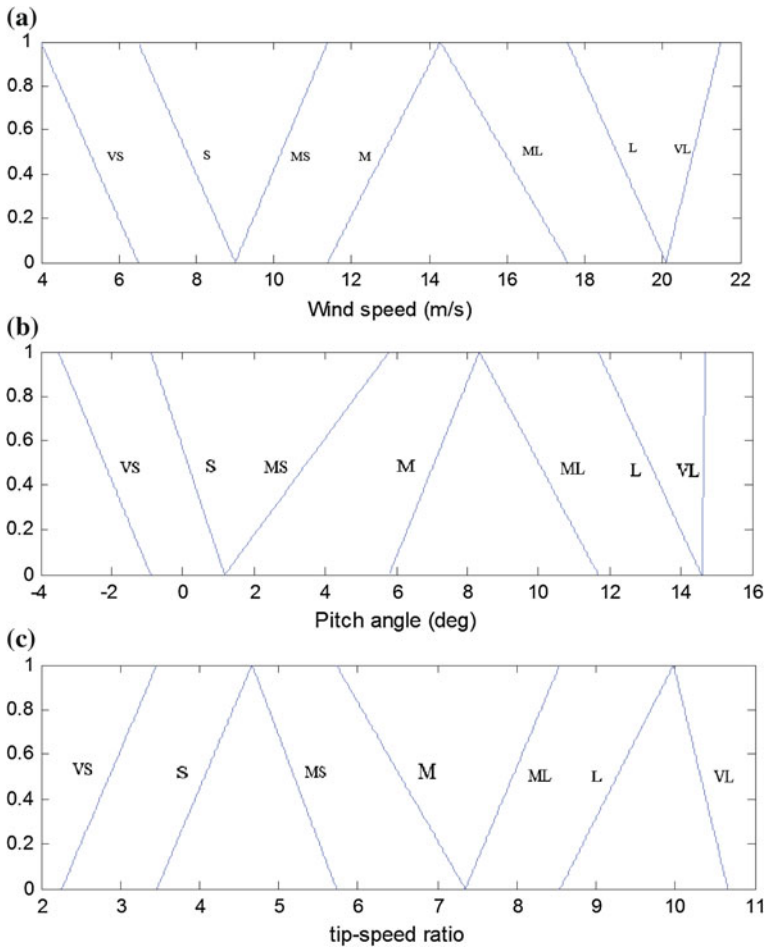 (a)
1
0.8
0.6
0.4
0.2
0
VS S MS M ML L VL
4 6 8 10 12 14 16 18 20 22
Wind speed (m/s)
(b)
1
0.8
0.6
0.4
0.2
0
VS S MS M ML L VL
-4 -2 0 2 4 6 8 10 12 14 16
Pitch angle (deg)
(c)
1
0.8
0.6
0.4
0.2
0
VS S MS M ML L VL
2 3 4 5 6 7 8 9 10 11
tip-speed ratio